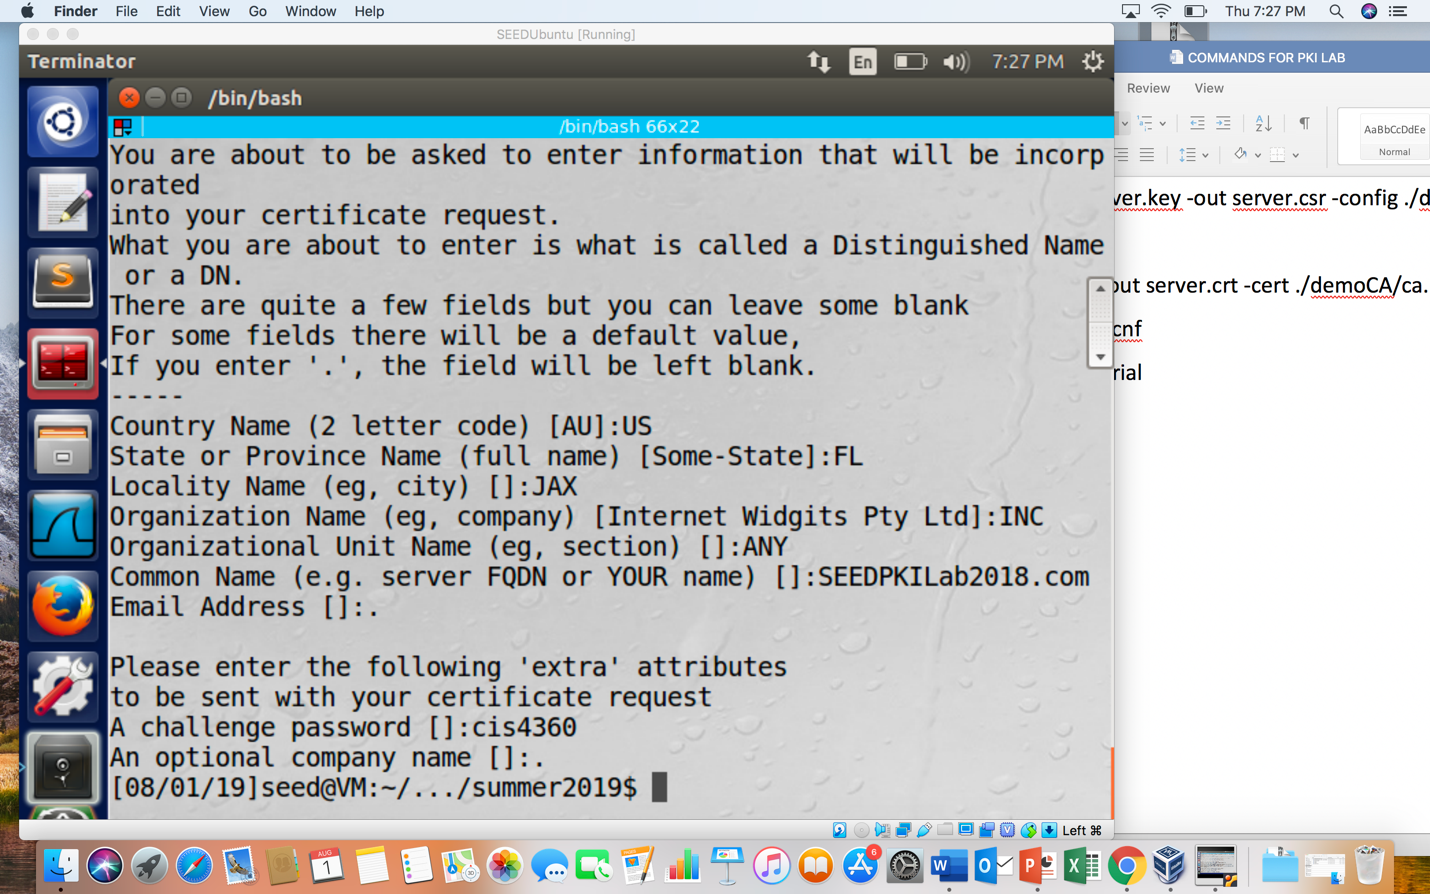 Finder File Edit View Go Window Help Thu 7:27 PM
SEEDUbuntu [Running]
Terminator En 7:27 PM
/bin/bash
/bin/bash 66x22
You are about to be asked to enter information that will be incorp
orated
into your certificate request.
What you are about to enter is what is called a Distinguished Name
or a DN.
There are quite a few fields but you can leave some blank
For some fields there will be a default value,
If you enter '.', the field will be left blank.
-----
Country Name (2 letter code) [AU]:US
State or Province Name (full name) [Some-State]:FL
Locality Name (eg, city) []:JAX
Organization Name (eg, company) [Internet Widgits Pty Ltd]:INC
Organizational Unit Name (eg, section) []:ANY
Common Name (e.g. server FQDN or YOUR name) []:SEEDPKILab2018.com
Email Address []:.
Please enter the following 'extra' attributes
to be sent with your certificate request
A challenge password []:cis4360
An optional company name []:.
[08/01/19]seed@VM:~/.../summer2019$
Left ⌘
COMMANDS FOR PKI LAB
Review View
AaBbCcDdEe
Normal
ver.key -out server.csr -config ./d
out server.crt -cert ./demoCA/ca.
cnf
rial
AUG
1
6